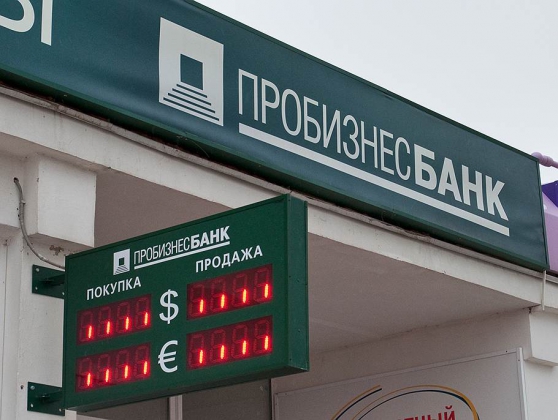 Ы
ПРОБИЗНЕСБАНК
ПРОБИЗНЕСБАНК
ПОКУПКА
ПРОДАЖА
$
€